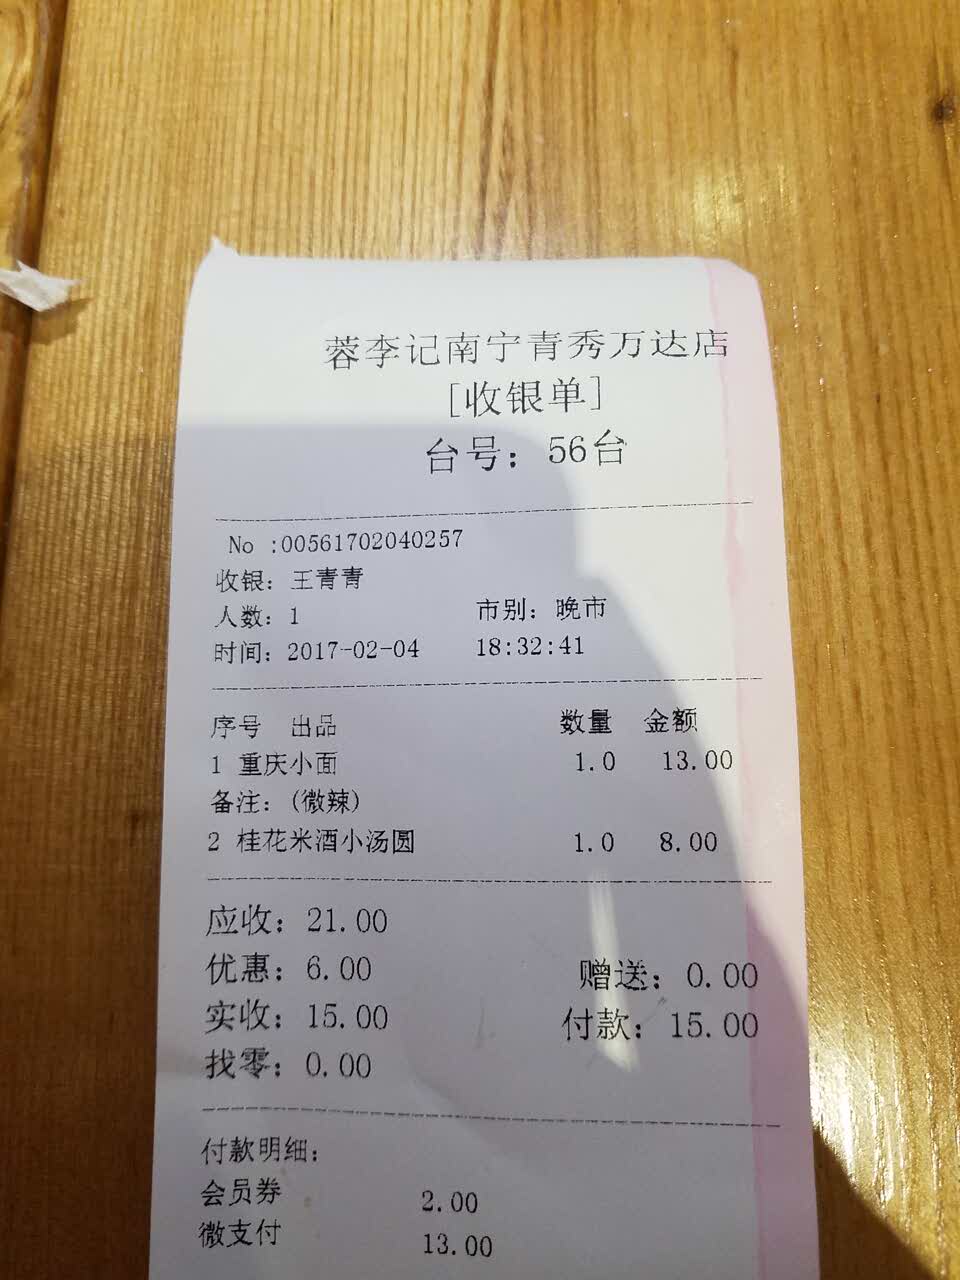 蓉李记南宁青秀万达店
[收银单]
台号：56台
No :00561702040257
收银：王青青
人数：1 市别：晚市
时间：2017-02-04 18:32:41
序号 出品 数量 金额
1 重庆小面 1.0 13.00
备注：(微辣)
2 桂花米酒小汤圆 1.0 8.00
应收：21.00
优惠：6.00 赠送：0.00
实收：15.00 付款：15.00
找零：0.00
付款明细：
会员券 2.00
微支付 13.00